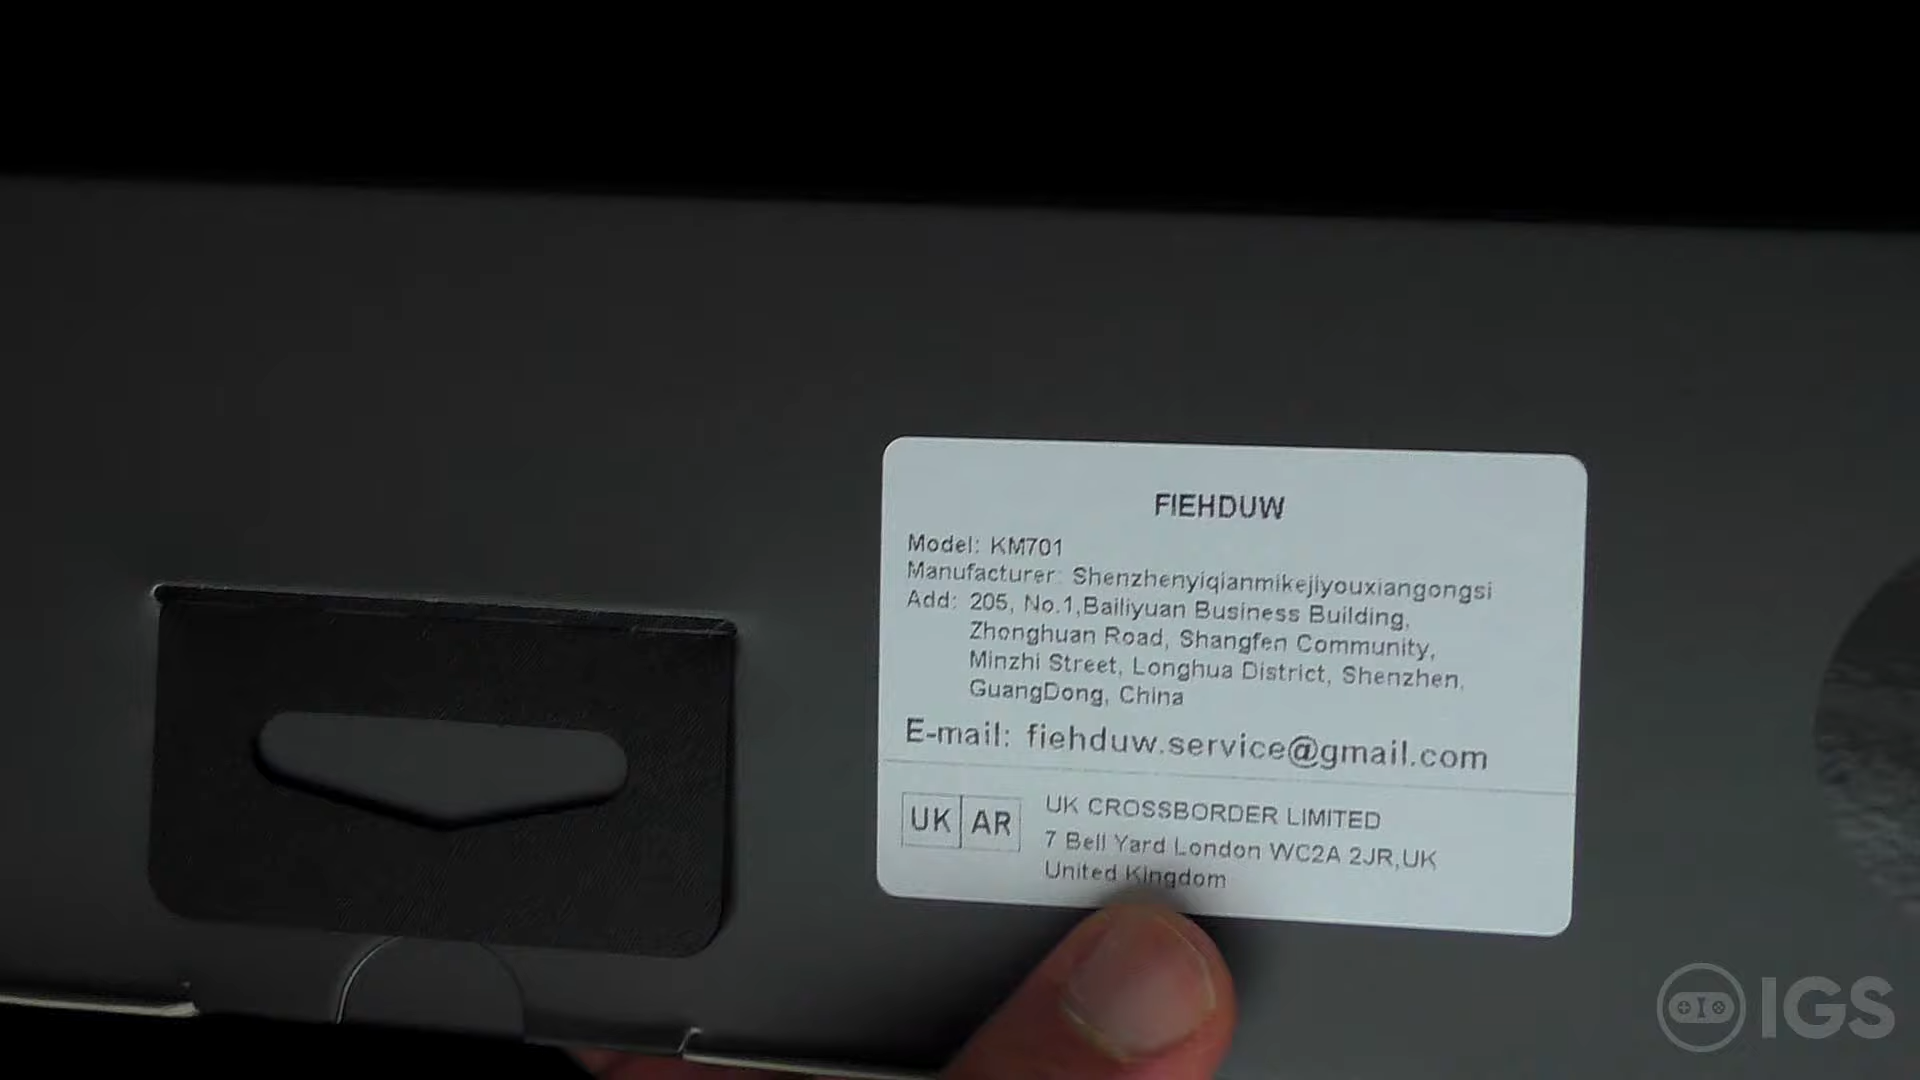 FIEHDUW
Model: KM701
Manufacturer: Shenzhenyiqianmikejiyouxiangongsi
Add: 205, No.1,Bailiyuan Business Building,
Zhonghuan Road, Shangfen Community,
Minzhi Street, Longhua District, Shenzhen,
GuangDong, China
E-mail: fiehduw.service@gmail.com
UK AR
UK CROSSBORDER LIMITED
7 Bell Yard London WC2A 2JR,UK
United Kingdom
IGS